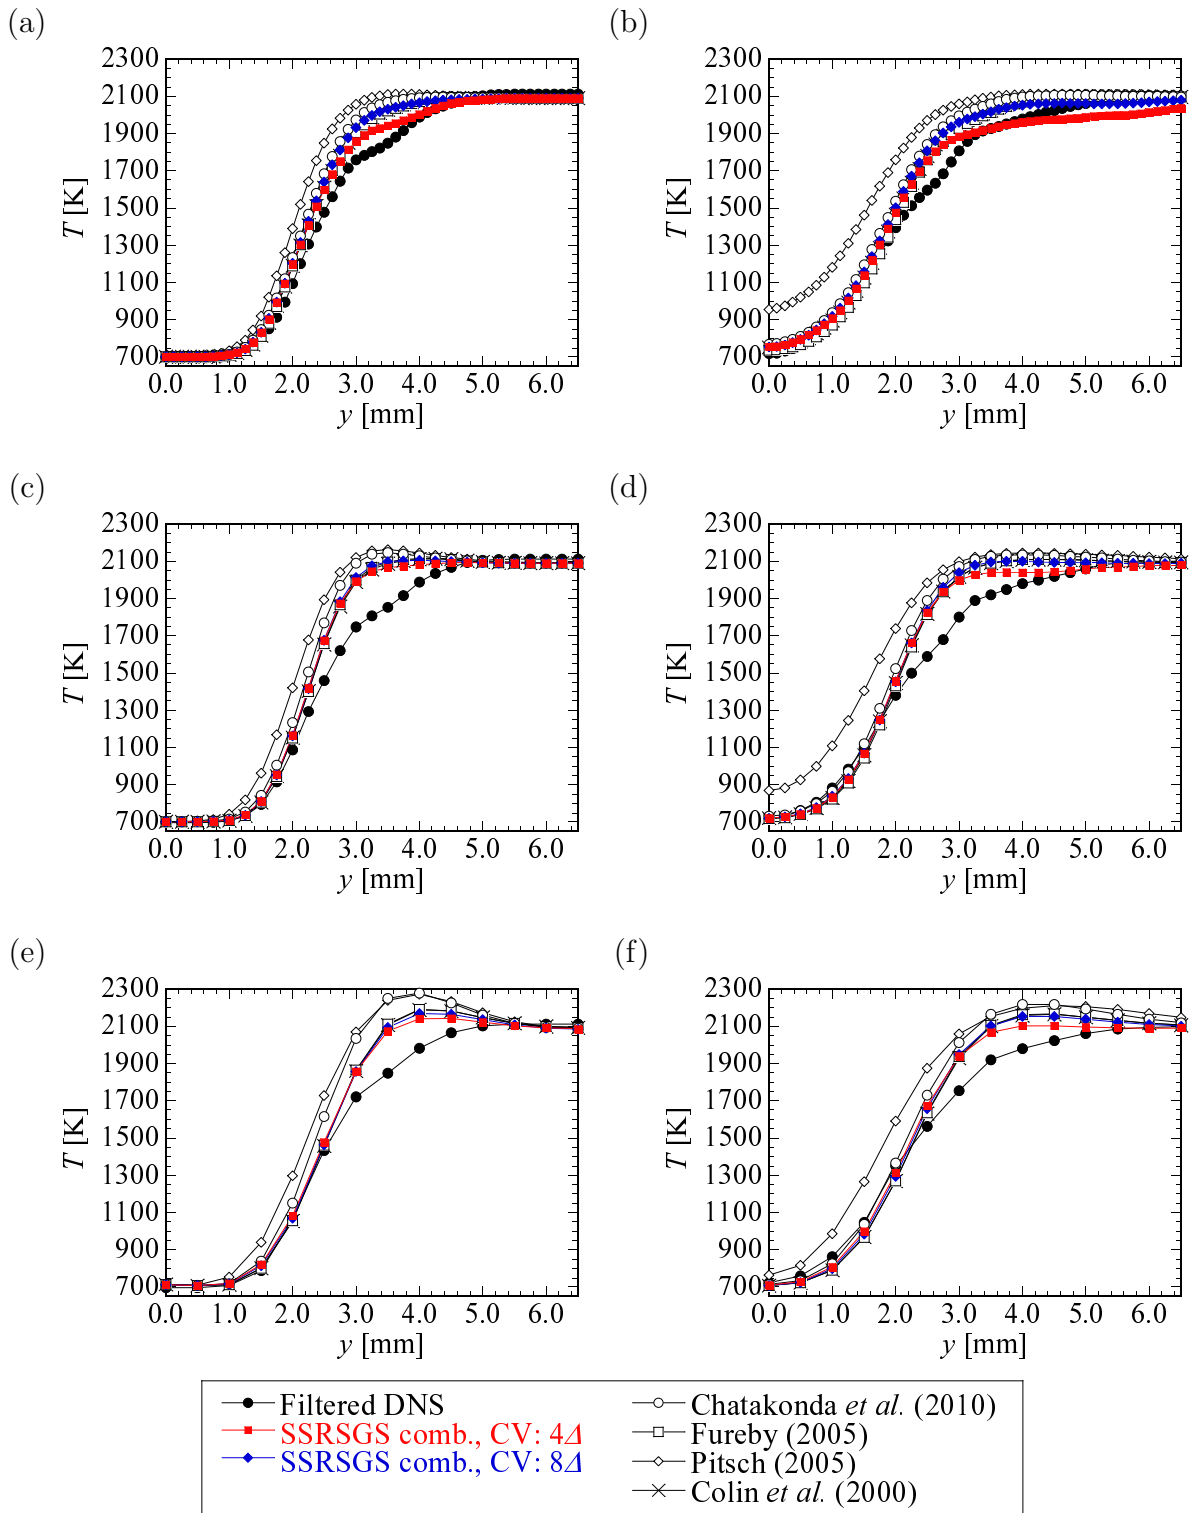 (a)
2300
2100
1900
1700
1500
1300
1100
900
700
T [K]
0.0 1.0 2.0 3.0 4.0 5.0 6.0
y [mm]
(b)
2300
2100
1900
1700
1500
1300
1100
900
700
T [K]
0.0 1.0 2.0 3.0 4.0 5.0 6.0
y [mm]
(c)
2300
2100
1900
1700
1500
1300
1100
900
700
T [K]
0.0 1.0 2.0 3.0 4.0 5.0 6.0
y [mm]
(d)
2300
2100
1900
1700
1500
1300
1100
900
700
T [K]
0.0 1.0 2.0 3.0 4.0 5.0 6.0
y [mm]
(e)
2300
2100
1900
1700
1500
1300
1100
900
700
T [K]
0.0 1.0 2.0 3.0 4.0 5.0 6.0
y [mm]
(f)
2300
2100
1900
1700
1500
1300
1100
900
700
T [K]
0.0 1.0 2.0 3.0 4.0 5.0 6.0
y [mm]
Filtered DNS
SSRSGS comb., CV: 4Δ
SSRSGS comb., CV: 8Δ
Chatakonda et al. (2010)
Fureby (2005)
Pitsch (2005)
Colin et al. (2000)